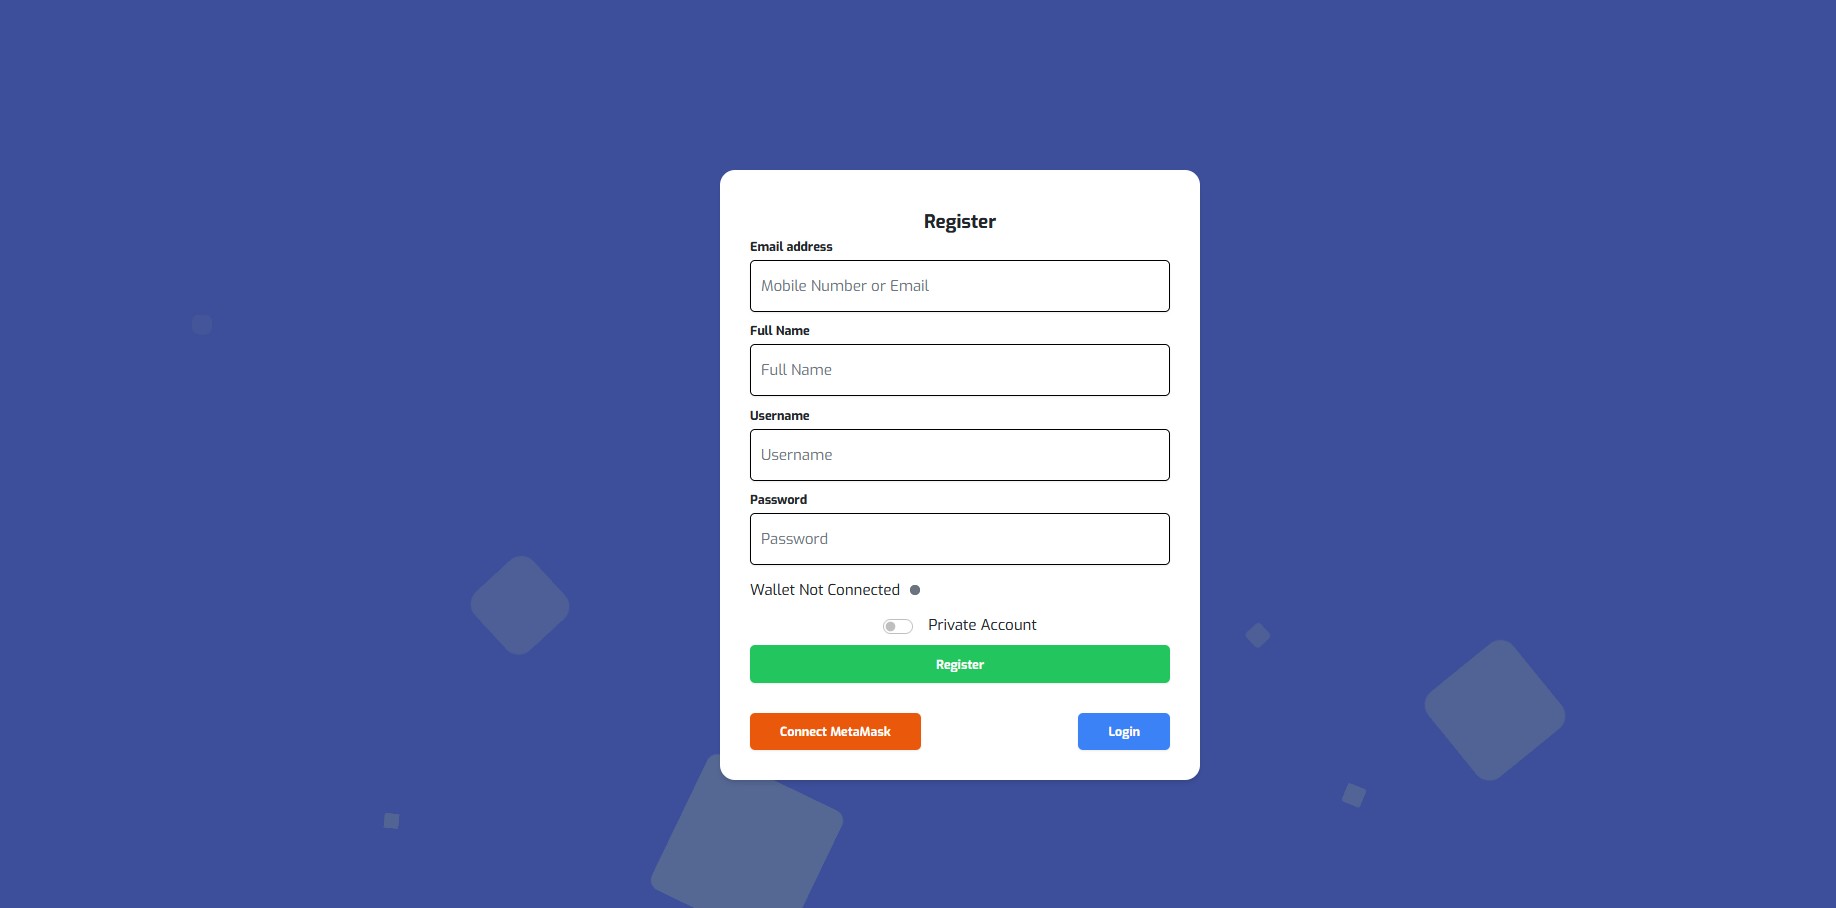 Register
Email address
Mobile Number or Email
Full Name
Full Name
Username
Username
Password
Password
Wallet Not Connected
Private Account
Register
Connect MetaMask
Login